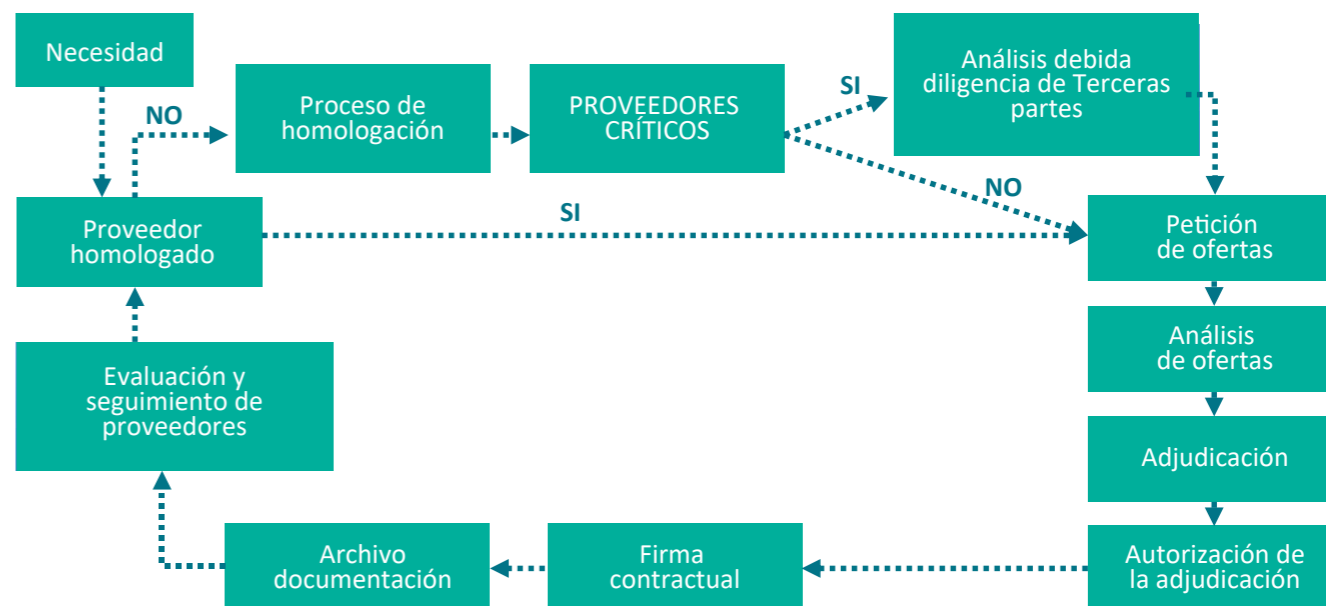 Necesidad
NO
Proceso de
homologación
PROVEEDORES
CRÍTICOS
SI
Análisis debida
diligencia de Terceras
partes
NO
Proveedor
homologado
SI
Petición
de ofertas
Análisis
de ofertas
Adjudicación
Autorización de
la adjudicación
Firma
contractual
Archivo
documentación
Evaluación y
seguimiento de
proveedores